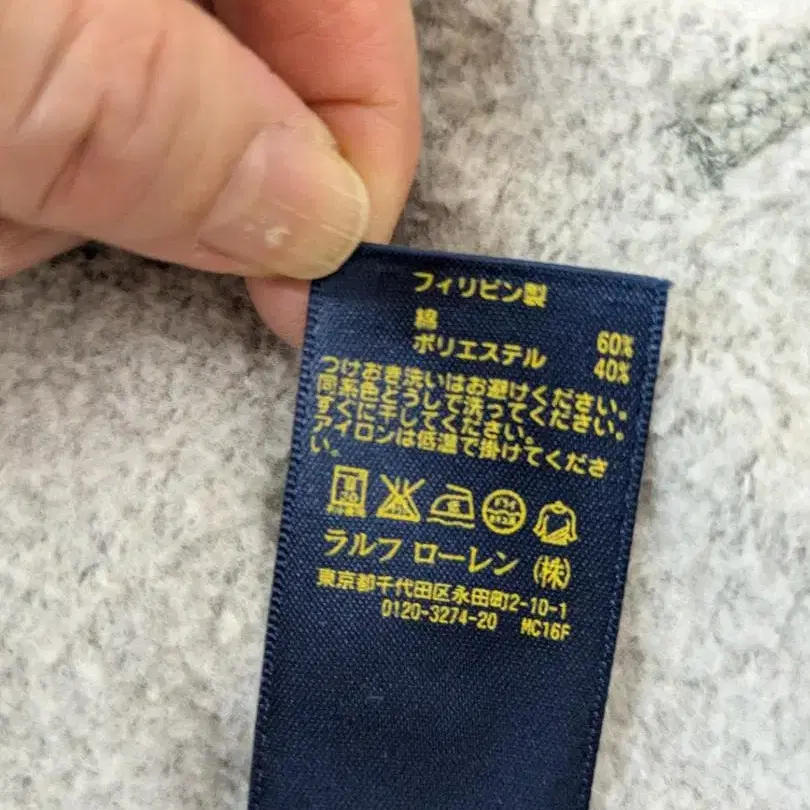 フィリピン製
綿 60%
ポリエステル 40%
つけおき洗いはお避けください。
同系色どうしで洗ってください。
すぐに干してください。
アイロンは低温で掛けてくださ
い。
低
ドライ
ラルフ ローレン (株)
東京都千代田区永田町2-10-1
0120-3274-20 MC16F